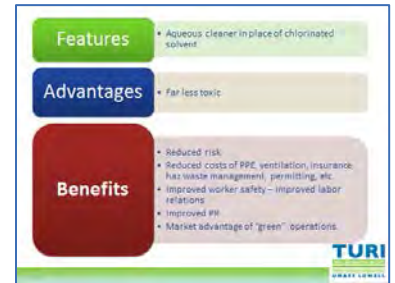 Features
• Aqueous cleaner in place of chlorinated
solvent
Advantages
• Far less toxic
Benefits
• Reduced risk
• Reduced costs of PPE, ventilation, insurance
haz waste management, permitting, etc.
• Improved worker safety – improved labor
relations
• Improved PR
• Market advantage of "green" operations.
TURI
UMASS LOWELL